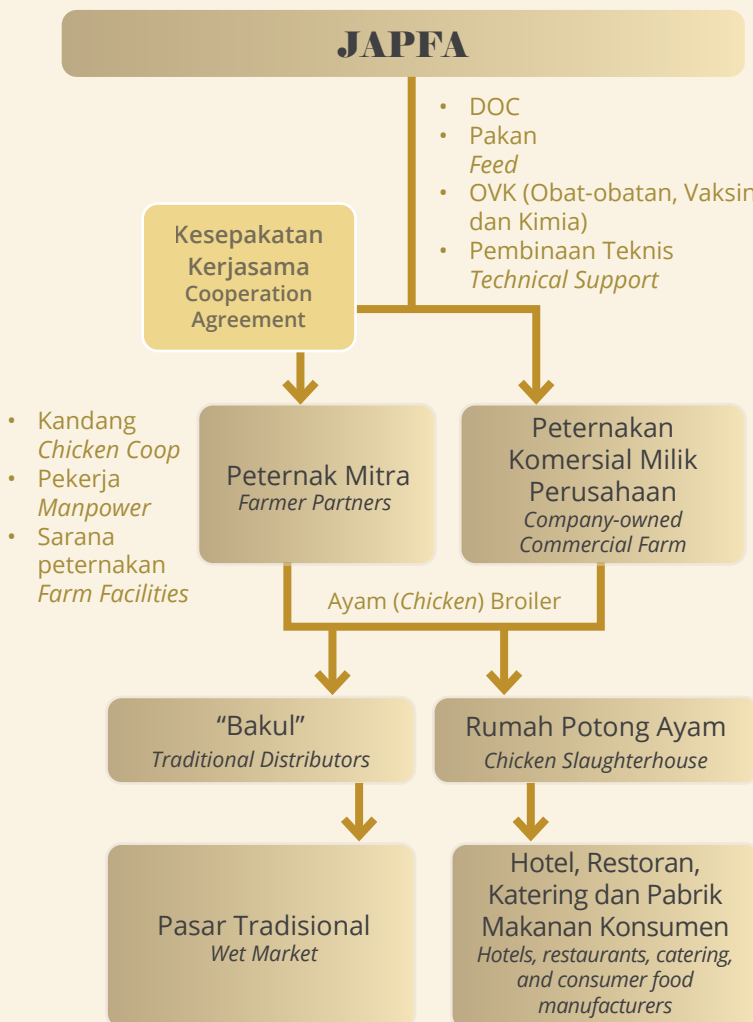 JAPFA
• DOC
• Pakan
Feed
• OVK (Obat-obatan, Vaksin
dan Kimia)
• Pembinaan Teknis
Technical Support
Kesepakatan
Kerjasama
Cooperation
Agreement
• Kandang
Chicken Coop
• Pekerja
Manpower
• Sarana
peternakan
Farm Facilities
Peternak Mitra
Farmer Partners
Peternakan
Komersial Milik
Perusahaan
Company-owned
Commercial Farm
Ayam (Chicken) Broiler
“Bakul”
Traditional Distributors
Rumah Potong Ayam
Chicken Slaughterhouse
Pasar Tradisional
Wet Market
Hotel, Restoran,
Katering dan Pabrik
Makanan Konsumen
Hotels, restaurants, catering,
and consumer food
manufacturers